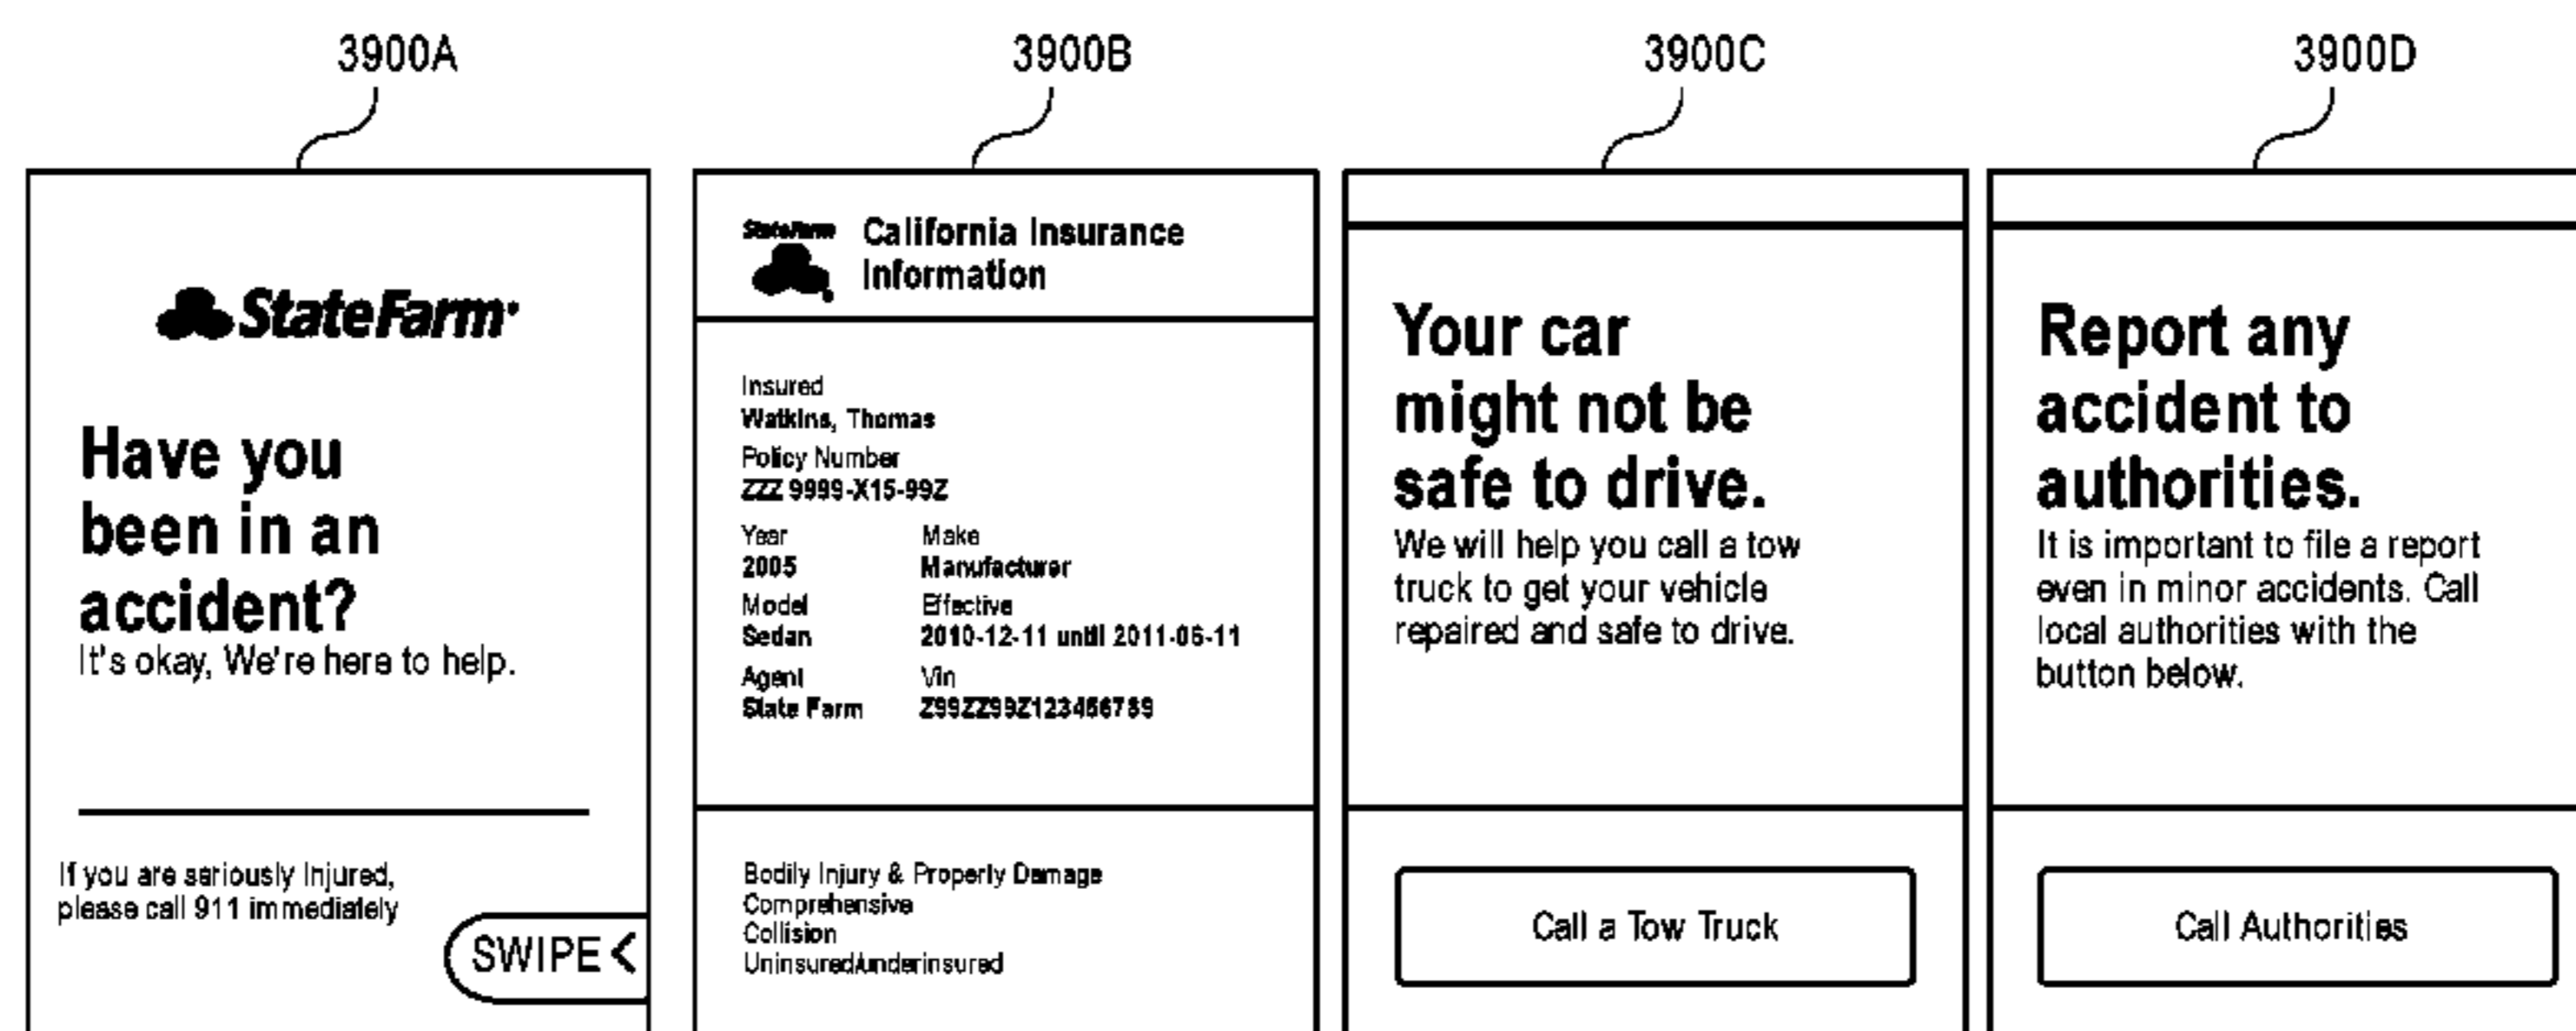 3900A
StateFarm
Have you
been in an
accident?
It's okay, We're here to help.
If you are seriously Injured,
please call 911 immediately
SWIPE <
3900B
StateFarm
California Insurance
Information
Insured
Watkins, Thomas
Policy Number
ZZZ 9999-X15-99Z
Year Make
2005 Manufacturer
Model Effective
Sedan 2010-12-11 until 2011-06-11
Agent Vin
State Farm Z99ZZ99Z123456789
Bodily Injury & Property Damage
Comprehensive
Collision
Uninsured/underinsured
3900C
Your car
might not be
safe to drive.
We will help you call a tow
truck to get your vehicle
repaired and safe to drive.
Call a Tow Truck
3900D
Report any
accident to
authorities.
It is important to file a report
even in minor accidents. Call
local authorities with the
button below.
Call Authorities